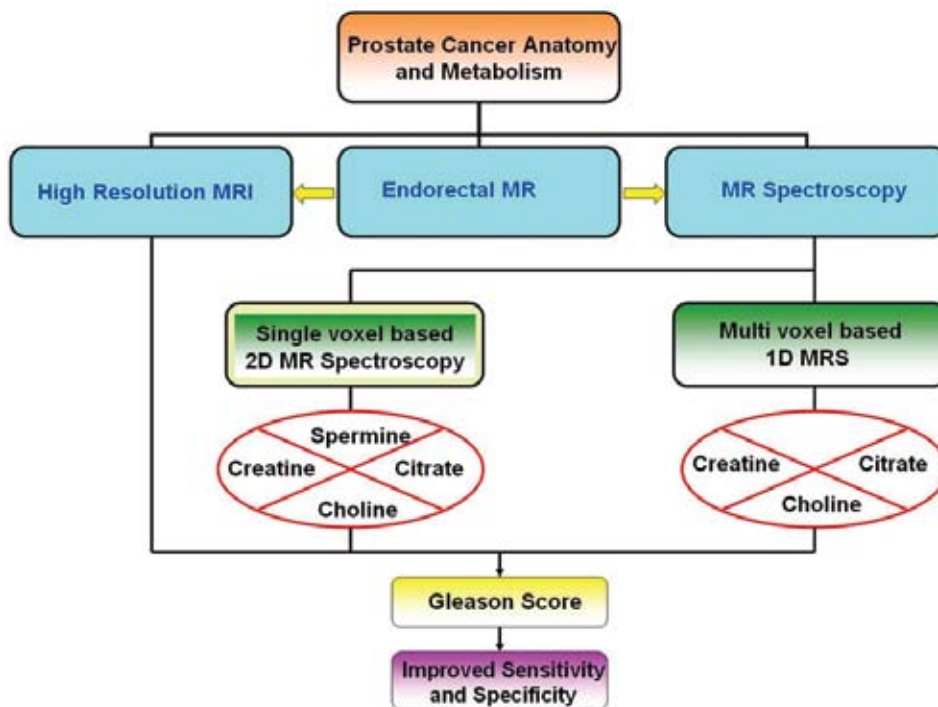 Prostate Cancer Anatomy
and Metabolism
High Resolution MRI
Endorectal MR
MR Spectroscopy
Single voxel based
2D MR Spectroscopy
Multi voxel based
1D MRS
Spermine
Creatine
Citrate
Choline
Creatine
Citrate
Choline
Gleason Score
Improved Sensitivity
and Specificity